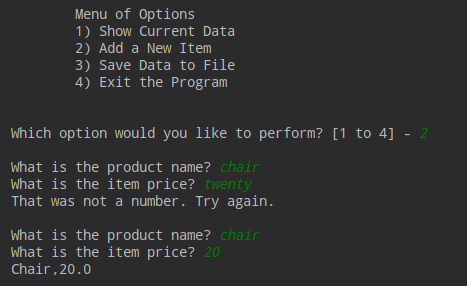 Menu of Options
1) Show Current Data
2) Add a New Item
3) Save Data to File
4) Exit the Program
Which option would you like to perform? [1 to 4] - 2
What is the product name? chair
What is the item price? twenty
That was not a number. Try again.
What is the product name? chair
What is the item price? 20
Chair,20.0